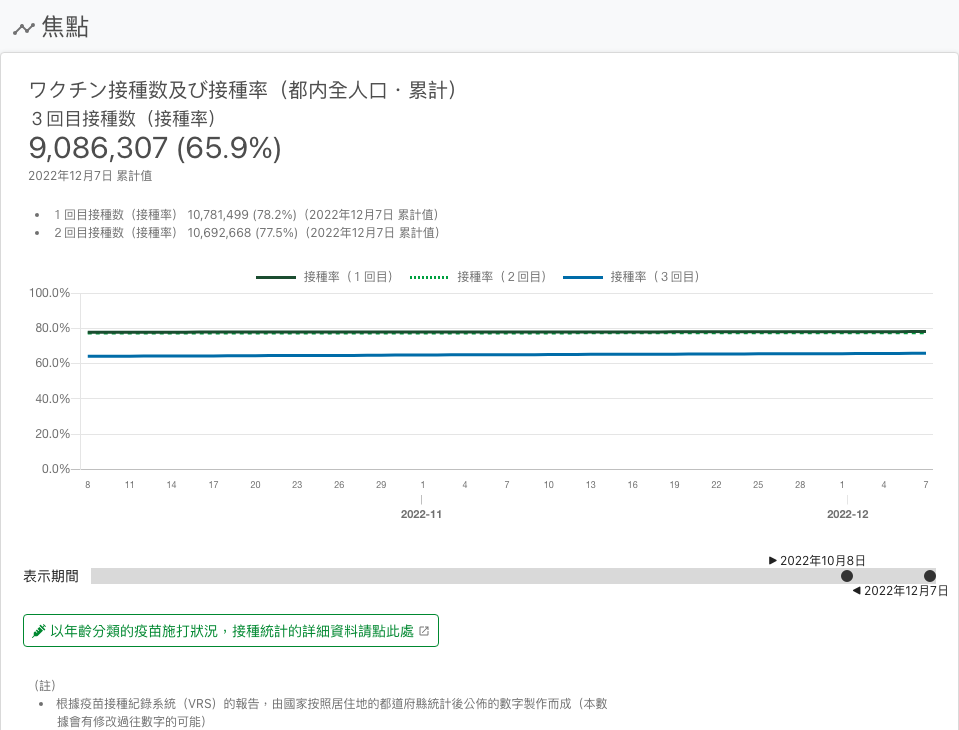 焦點
ワクチン接種数及び接種率（都内全人口・累計）
３回目接種数（接種率）
9,086,307 (65.9%)
2022年12月7日 累計値
• １回目接種数（接種率） 10,781,499 (78.2%)（2022年12月7日 累計値）
• ２回目接種数（接種率） 10,692,668 (77.5%)（2022年12月7日 累計値）
接種率（１回目） 接種率（２回目） 接種率（３回目）
100.0%
80.0%
60.0%
40.0%
20.0%
0.0%
8 11 14 17 20 23 26 29 1 4 7 10 13 16 19 22 25 28 1 4 7
2022-11 2022-12
▶ 2022年10月8日
表示期間
◀ 2022年12月7日
以年齡分類的疫苗施打狀況，接種統計的詳細資料請點此處
（註）
• 根據疫苗接種紀錄系統（VRS）的報告，由國家按照居住地的都道府縣統計後公佈的數字製作而成（本數
據會有修改過往數字的可能）